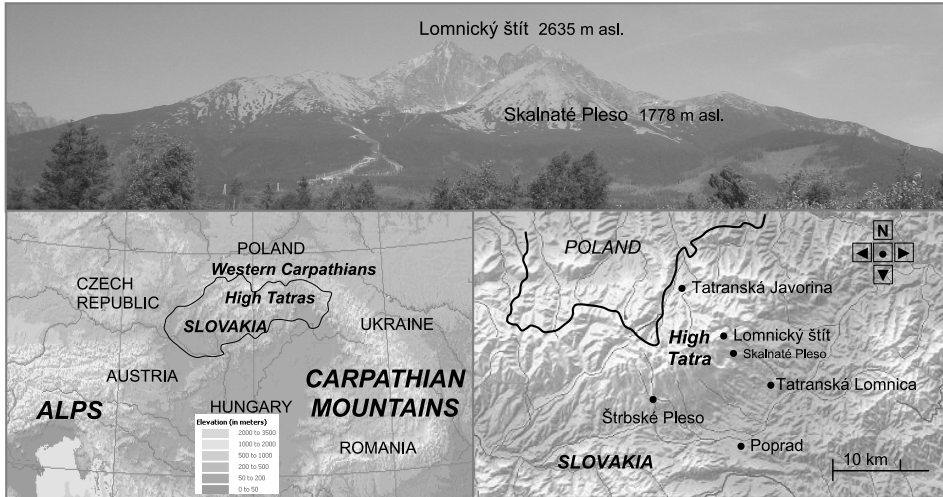 Lomnický štít 2635 m asl.
Skalnaté Pleso 1778 m asl.
POLAND
Western Carpathians
CZECH
REPUBLIC
High Tatras
SLOVAKIA
UKRAINE
AUSTRIA
CARPATHIAN
MOUNTAINS
ALPS
HUNGARY
ROMANIA
Elevation (in meters)
2000 to 3500
1000 to 2000
500 to 1000
200 to 500
50 to 200
0 to 50
POLAND
N
Tatranská Javorina
High
Tatra
Lomnický štít
Skalnaté Pleso
Tatranská Lomnica
Štrbské Pleso
Poprad
SLOVAKIA
10 km